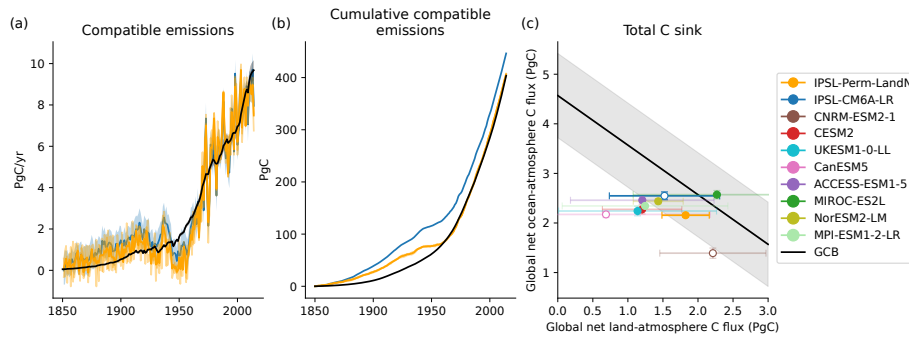 (a)
Compatible emissions
PgC/yr
10
8
6
4
2
0
1850
1900
1950
2000
(b)
Cumulative compatible
emissions
PgC
400
300
200
100
0
1850
1900
1950
2000
(c)
Total C sink
Global net ocean-atmosphere C flux (PgC)
5
4
3
2
1
0.0
0.5
1.0
1.5
2.0
2.5
3.0
Global net land-atmosphere C flux (PgC)
IPSL-Perm-LandN
IPSL-CM6A-LR
CNRM-ESM2-1
CESM2
UKESM1-0-LL
CanESM5
ACCESS-ESM1-5
MIROC-ES2L
NorESM2-LM
MPI-ESM1-2-LR
GCB